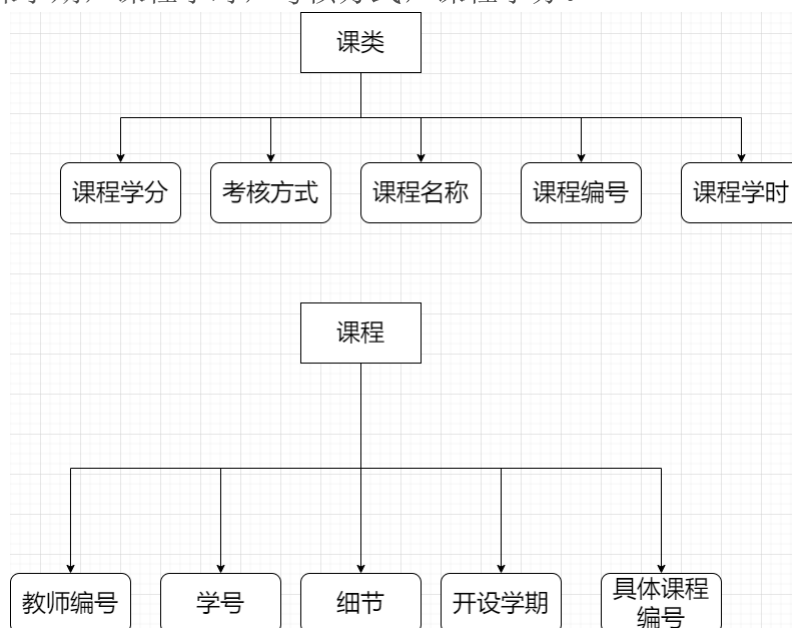 课类
课程学分
考核方式
课程名称
课程编号
课程学时
课程
教师编号
学号
细节
开设学期
具体课程
编号